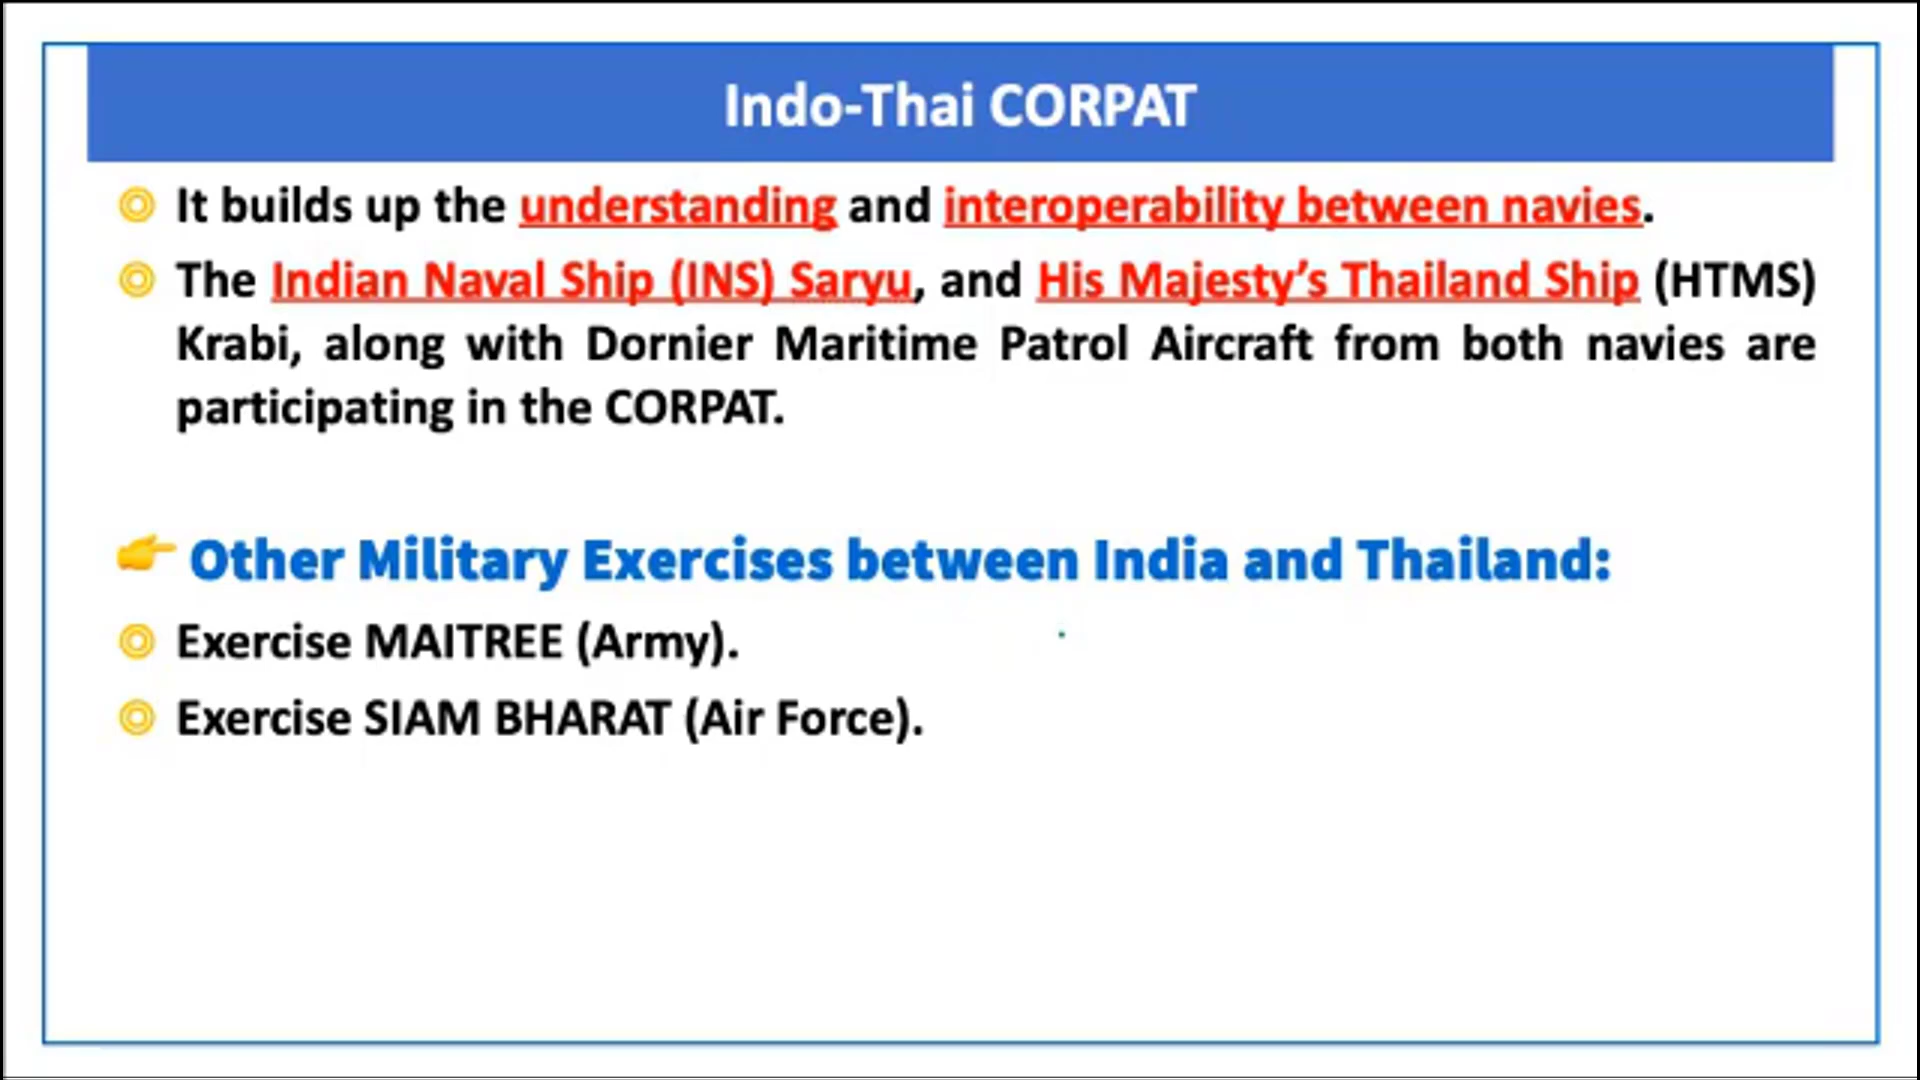 Indo-Thai CORPAT
It builds up the understanding and interoperability between navies.
The Indian Naval Ship (INS) Saryu, and His Majesty’s Thailand Ship (HTMS)
Krabi, along with Dornier Maritime Patrol Aircraft from both navies are
participating in the CORPAT.
Other Military Exercises between India and Thailand:
Exercise MAITREE (Army).
Exercise SIAM BHARAT (Air Force).